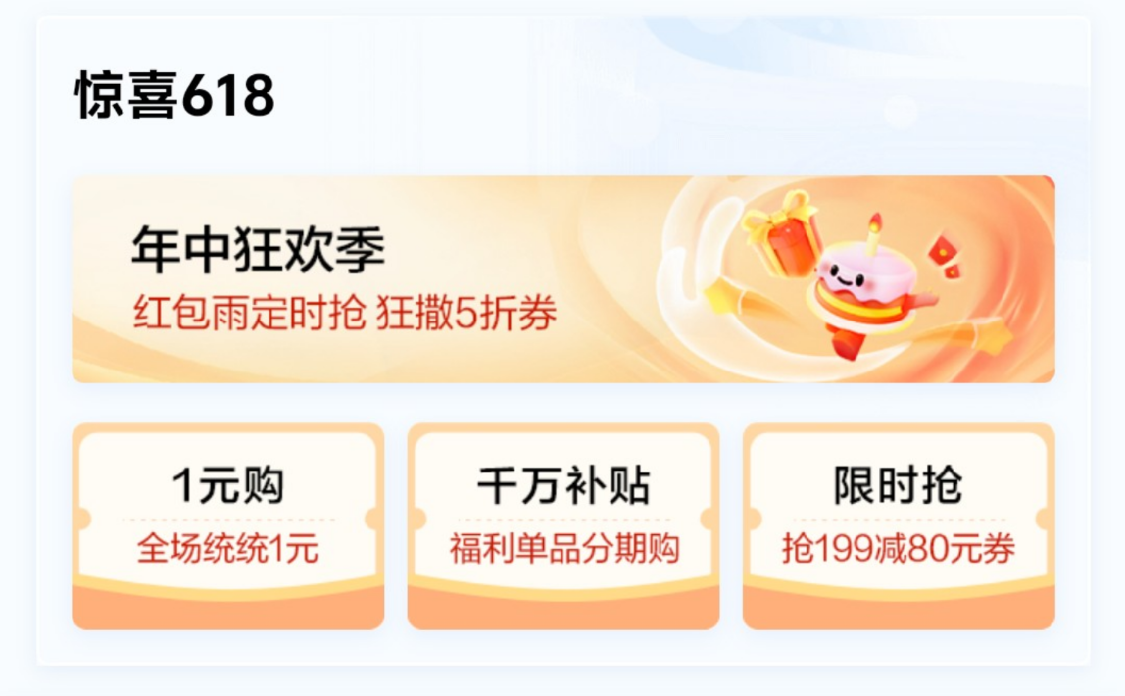 惊喜618
年中狂欢季
红包雨定时抢 狂撒5折券
1元购
全场统统1元
千万补贴
福利单品分期购
限时抢
抢199减80元券